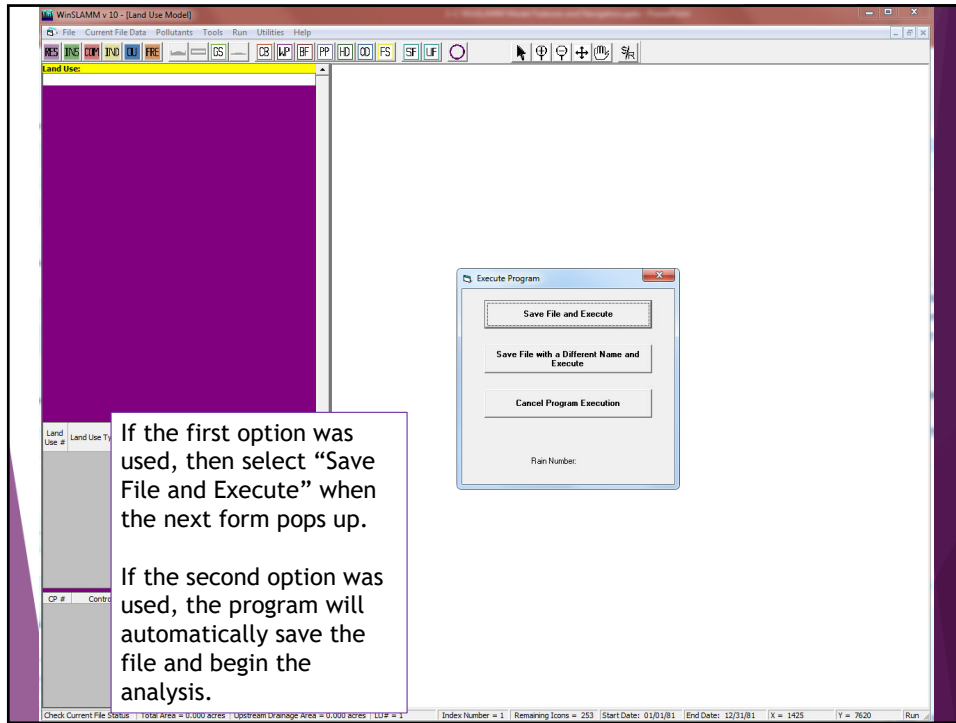 WinSLAMM v 10 - [Land Use Model]
File Current File Data Pollutants Tools Run Utilities Help
RES INS COM IND OU FRE GS CB WP BF PP HD OD FS SF UF S/R
Land Use:
Execute Program
Save File and Execute
Save File with a Different Name and
Execute
Cancel Program Execution
Rain Number:
Land
Use #
Land Use Ty
If the first option was
used, then select “Save
File and Execute” when
the next form pops up.
If the second option was
used, the program will
automatically save the
file and begin the
analysis.
CP # Contro
Check Current File Status Total Area = 0.000 acres Upstream Drainage Area = 0.000 acres LU# = 1 Index Number = 1 Remaining Icons = 253 Start Date: 01/01/81 End Date: 12/31/81 X = 1425 Y = 7620 Run